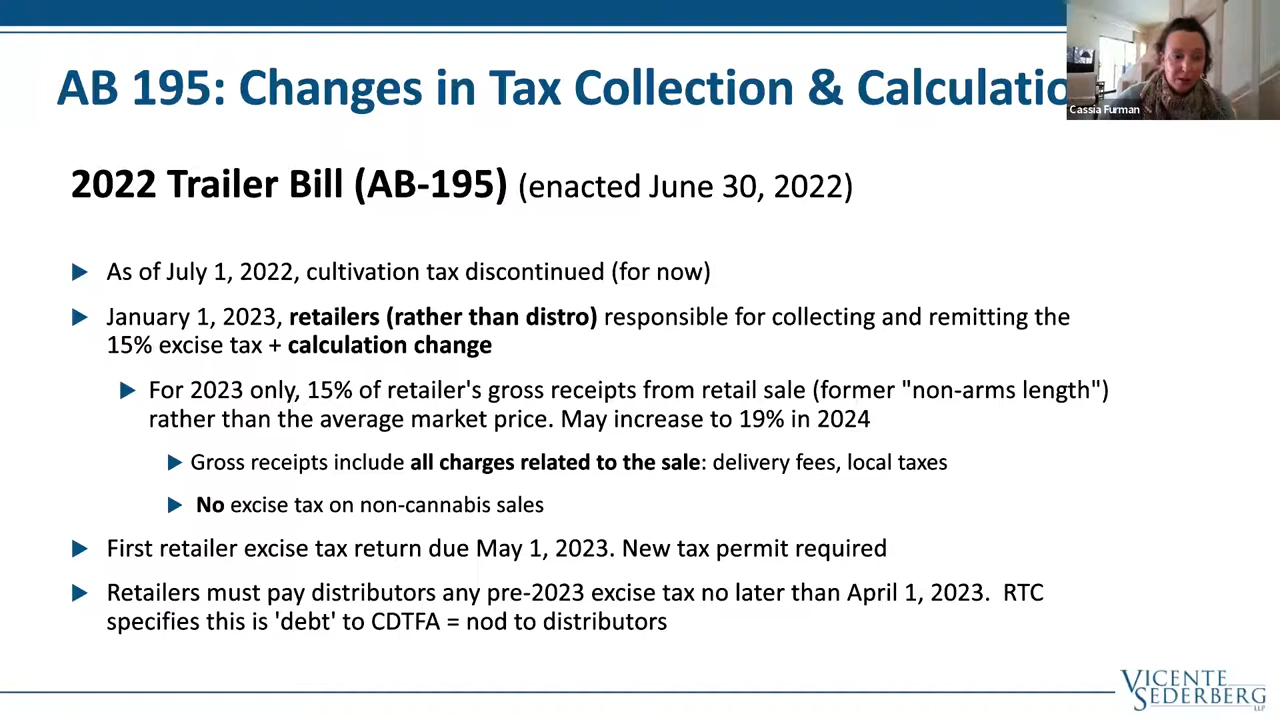 AB 195: Changes in Tax Collection & Calculatio
Cassia Furman
2022 Trailer Bill (AB-195) (enacted June 30, 2022)
As of July 1, 2022, cultivation tax discontinued (for now)
January 1, 2023, retailers (rather than distro) responsible for collecting and remitting the
15% excise tax + calculation change
For 2023 only, 15% of retailer's gross receipts from retail sale (former "non-arms length")
rather than the average market price. May increase to 19% in 2024
Gross receipts include all charges related to the sale: delivery fees, local taxes
No excise tax on non-cannabis sales
First retailer excise tax return due May 1, 2023. New tax permit required
Retailers must pay distributors any pre-2023 excise tax no later than April 1, 2023. RTC
specifies this is 'debt' to CDTFA = nod to distributors
VICENTE
SEDERBERG
LLP